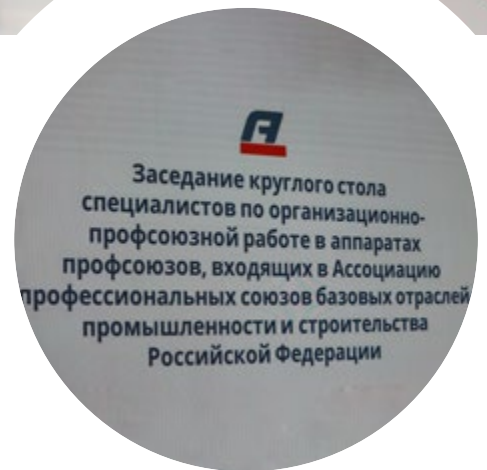 Заседание круглого стола
специалистов по организационно-
профсоюзной работе в аппаратах
профсоюзов, входящих в Ассоциацию
профессиональных союзов базовых отраслей
промышленности и строительства
Российской Федерации